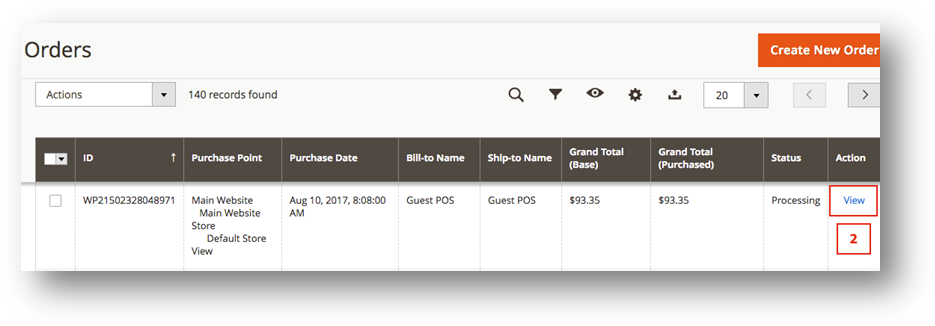 Orders
Create New Order
Actions
140 records found
20
ID ↑ Purchase Point Purchase Date Bill-to Name Ship-to Name Grand Total (Base) Grand Total (Purchased) Status Action
WP21502328048971
Main Website
Main Website
Store
Default Store
View
Aug 10, 2017, 8:08:00
AM
Guest POS
Guest POS
$93.35
$93.35
Processing
View
2